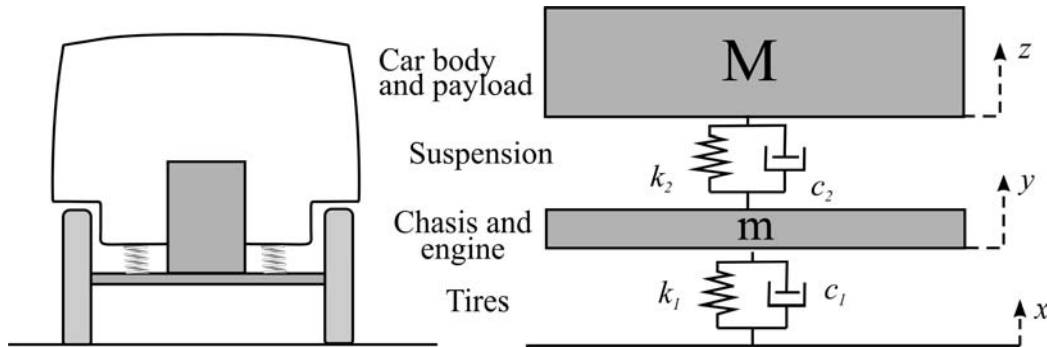 Car body
and payload
M
z
Suspension
k₂
c₂
y
Chasis and
engine
m
Tires
k₁
c₁
x